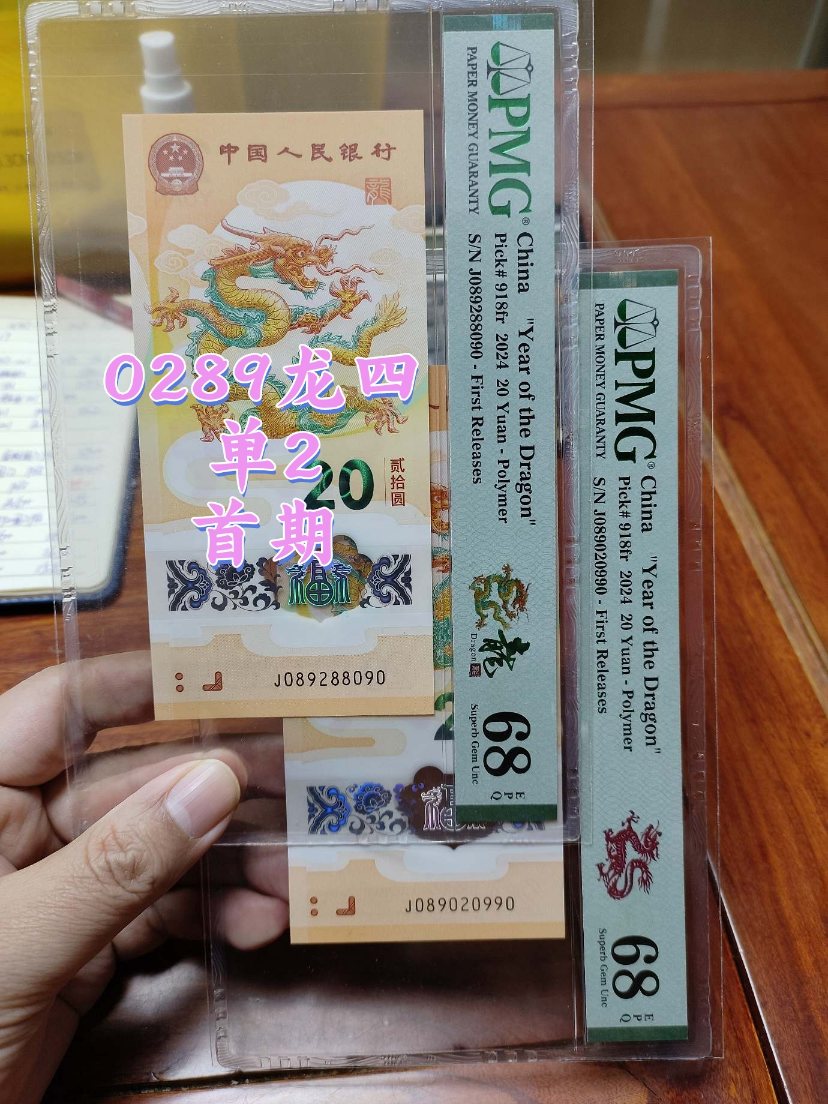 中国人民银行
龍
0289龙四
单2
首期
20
贰拾圆
福
J089288090
PMG®
PAPER MONEY GUARANTY
China "Year of the Dragon"
Pick# 918fr 2024 20 Yuan - Polymer
S/N J089288090 - First Releases
Dragon
龍
68
EPQ
Superb Gem Unc
J089020990
PMG®
PAPER MONEY GUARANTY
China "Year of the Dragon"
Pick# 918fr 2024 20 Yuan - Polymer
S/N J089020990 - First Releases
68
EPQ
Superb Gem Unc